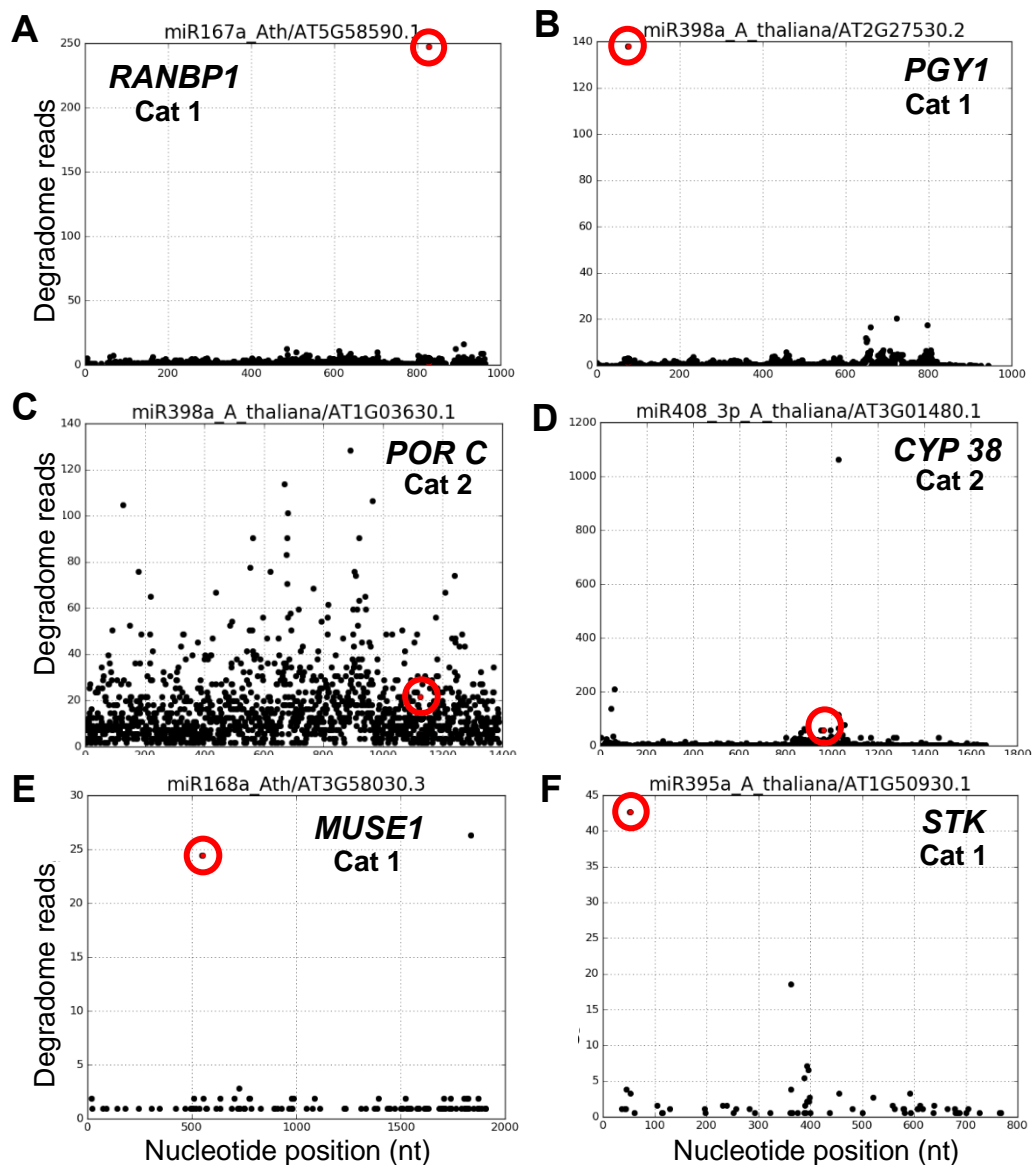 A
miR167a_Ath/AT5G58590.1
RANBP1
Cat 1
Degradome reads
250
200
150
100
50
0
0 200 400 600 800 1000
B
miR398a_A_thaliana/AT2G27530.2
PGY1
Cat 1
140
120
100
80
60
40
20
0
0 200 400 600 800 1000
C
miR398a_A_thaliana/AT1G03630.1
POR C
Cat 2
Degradome reads
140
120
100
80
60
40
20
0
0 200 400 600 800 1000 1200 1400
D
miR408_3p_A_thaliana/AT3G01480.1
CYP 38
Cat 2
1200
1000
800
600
400
200
0
0 200 400 600 800 1000 1200 1400 1600 1800
E
miR168a_Ath/AT3G58030.3
MUSE1
Cat 1
Degradome reads
30
25
20
15
10
5
0
0 500 1000 1500 2000
Nucleotide position (nt)
F
miR395a_A_thaliana/AT1G50930.1
STK
Cat 1
45
40
35
30
25
20
15
10
5
0
0 100 200 300 400 500 600 700 800
Nucleotide position (nt)